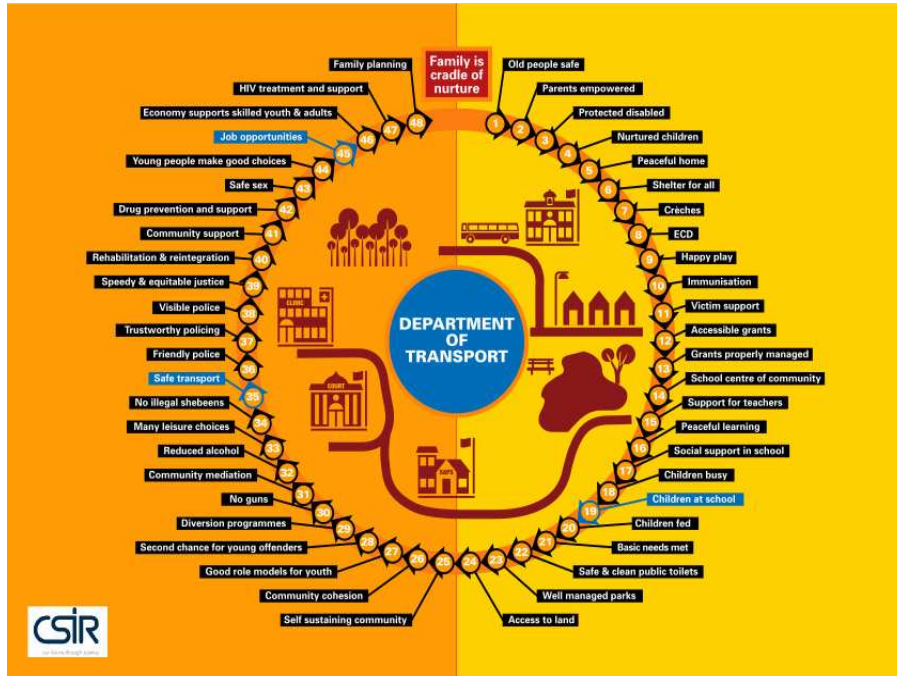 Family is
cradle of
nurture
1 Old people safe
2 Parents empowered
3 Protected disabled
4 Nurtured children
5 Peaceful home
6 Shelter for all
7 Crèches
8 ECD
9 Happy play
10 Immunisation
11 Victim support
12 Accessible grants
13 Grants properly managed
14 School centre of community
15 Support for teachers
16 Peaceful learning
17 Social support in school
18 Children busy
19 Children at school
20 Children fed
21 Basic needs met
22 Safe & clean public toilets
23 Well managed parks
24 Access to land
25 Self sustaining community
26 Community cohesion
27 Good role models for youth
28 Second chance for young offenders
29 Diversion programmes
30 No guns
31 Community mediation
32 Reduced alcohol
33 Many leisure choices
34 No illegal shebeens
35 Safe transport
36 Friendly police
37 Trustworthy policing
38 Visible police
39 Speedy & equitable justice
40 Rehabilitation & reintegration
41 Community support
42 Drug prevention and support
43 Safe sex
44 Young people make good choices
45 Job opportunities
46 Economy supports skilled youth & adults
47 HIV treatment and support
48 Family planning
DEPARTMENT
OF
TRANSPORT
CLINIC
COURT
SAPS
CSIR
our future through science